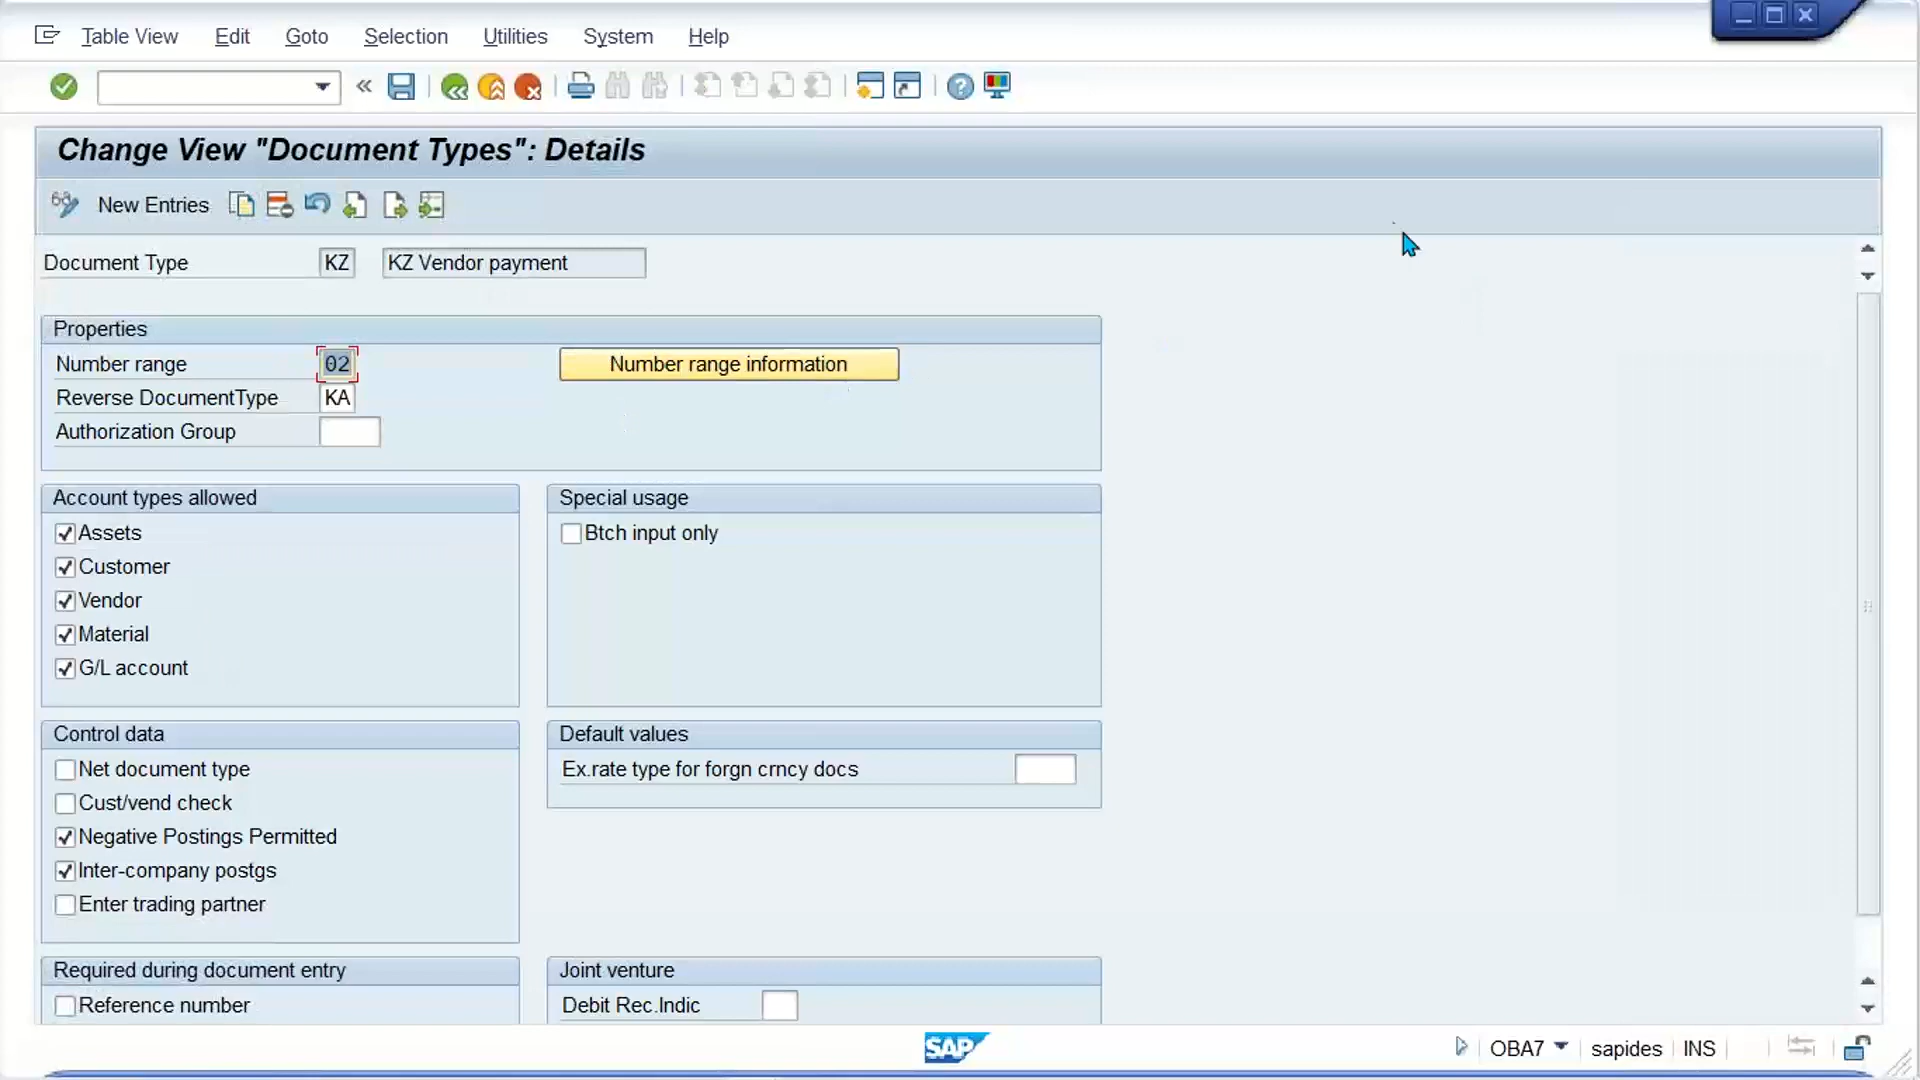 Table View Edit Goto Selection Utilities System Help
Change View "Document Types": Details
New Entries
Document Type KZ KZ Vendor payment
Properties
Number range 02 Number range information
Reverse DocumentType KA
Authorization Group
Account types allowed
Assets
Customer
Vendor
Material
G/L account
Special usage
Btch input only
Control data
Net document type
Cust/vend check
Negative Postings Permitted
Inter-company postgs
Enter trading partner
Default values
Ex.rate type for forgn crncy docs
Required during document entry
Reference number
Joint venture
Debit Rec.Indic
SAP OBA7 sapides INS